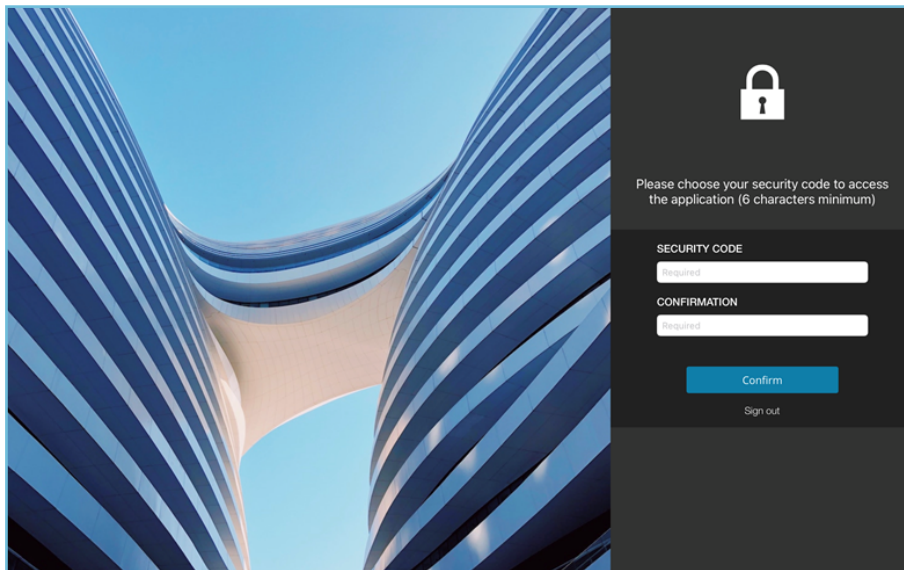 Please choose your security code to access
the application (6 characters minimum)
SECURITY CODE
Required
CONFIRMATION
Required
Confirm
Sign out